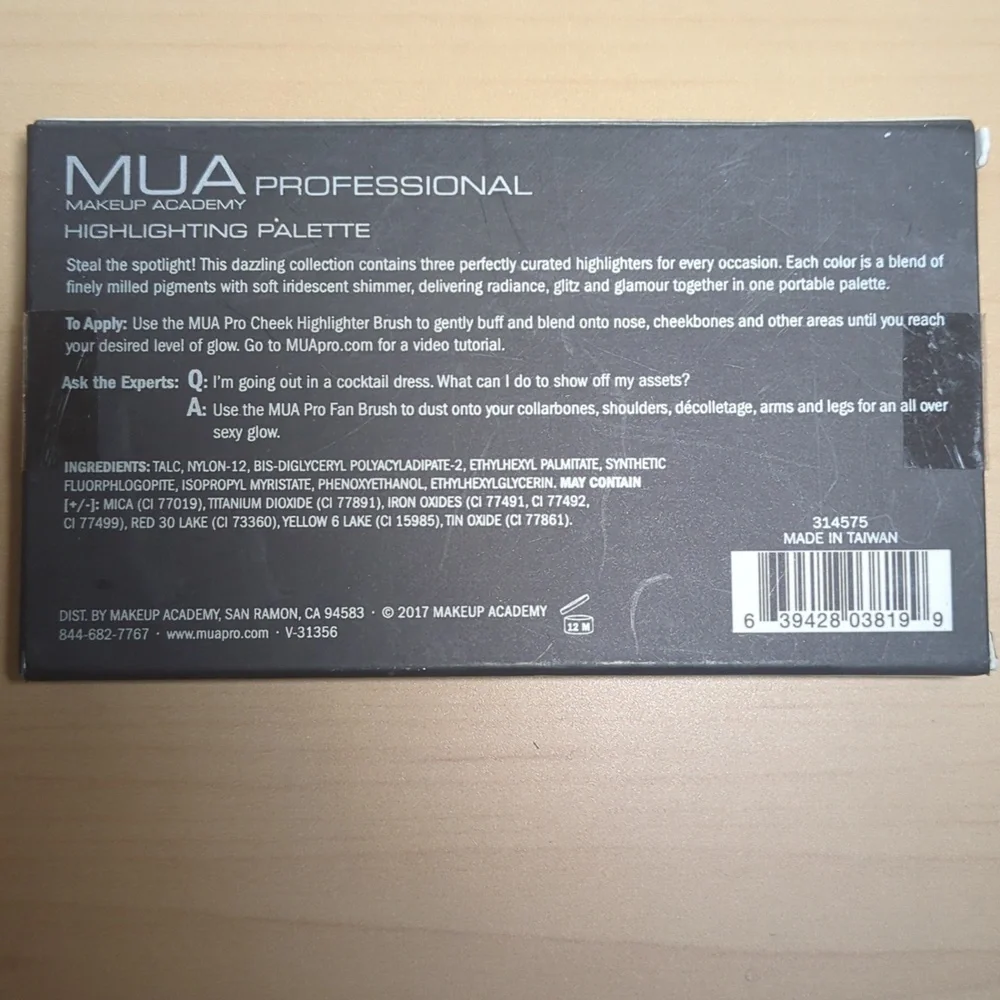 MUA PROFESSIONAL
MAKEUP ACADEMY
HIGHLIGHTING PALETTE
Steal the spotlight! This dazzling collection contains three perfectly curated highlighters for every occasion. Each color is a blend of
finely milled pigments with soft iridescent shimmer, delivering radiance, glitz and glamour together in one portable palette.
To Apply: Use the MUA Pro Cheek Highlighter Brush to gently buff and blend onto nose, cheekbones and other areas until you reach
your desired level of glow. Go to MUApro.com for a video tutorial.
Ask the Experts: Q: I'm going out in a cocktail dress. What can I do to show off my assets?
A: Use the MUA Pro Fan Brush to dust onto your collarbones, shoulders, décolletage, arms and legs for an all over
sexy glow.
INGREDIENTS: TALC, NYLON-12, BIS-DIGLYCERYL POLYACYLADIPATE-2, ETHYLHEXYL PALMITATE, SYNTHETIC
FLUORPHLOGOPITE, ISOPROPYL MYRISTATE, PHENOXYETHANOL, ETHYLHEXYLGLYCERIN. MAY CONTAIN
[+/-]: MICA (CI 77019), TITANIUM DIOXIDE (CI 77891), IRON OXIDES (CI 77491, CI 77492,
CI 77499), RED 30 LAKE (CI 73360), YELLOW 6 LAKE (CI 15985), TIN OXIDE (CI 77861).
314575
MADE IN TAIWAN
6 39428 03819 9
DIST. BY MAKEUP ACADEMY, SAN RAMON, CA 94583 · © 2017 MAKEUP ACADEMY
844-682-7767 · www.muapro.com · V-31356
12 M